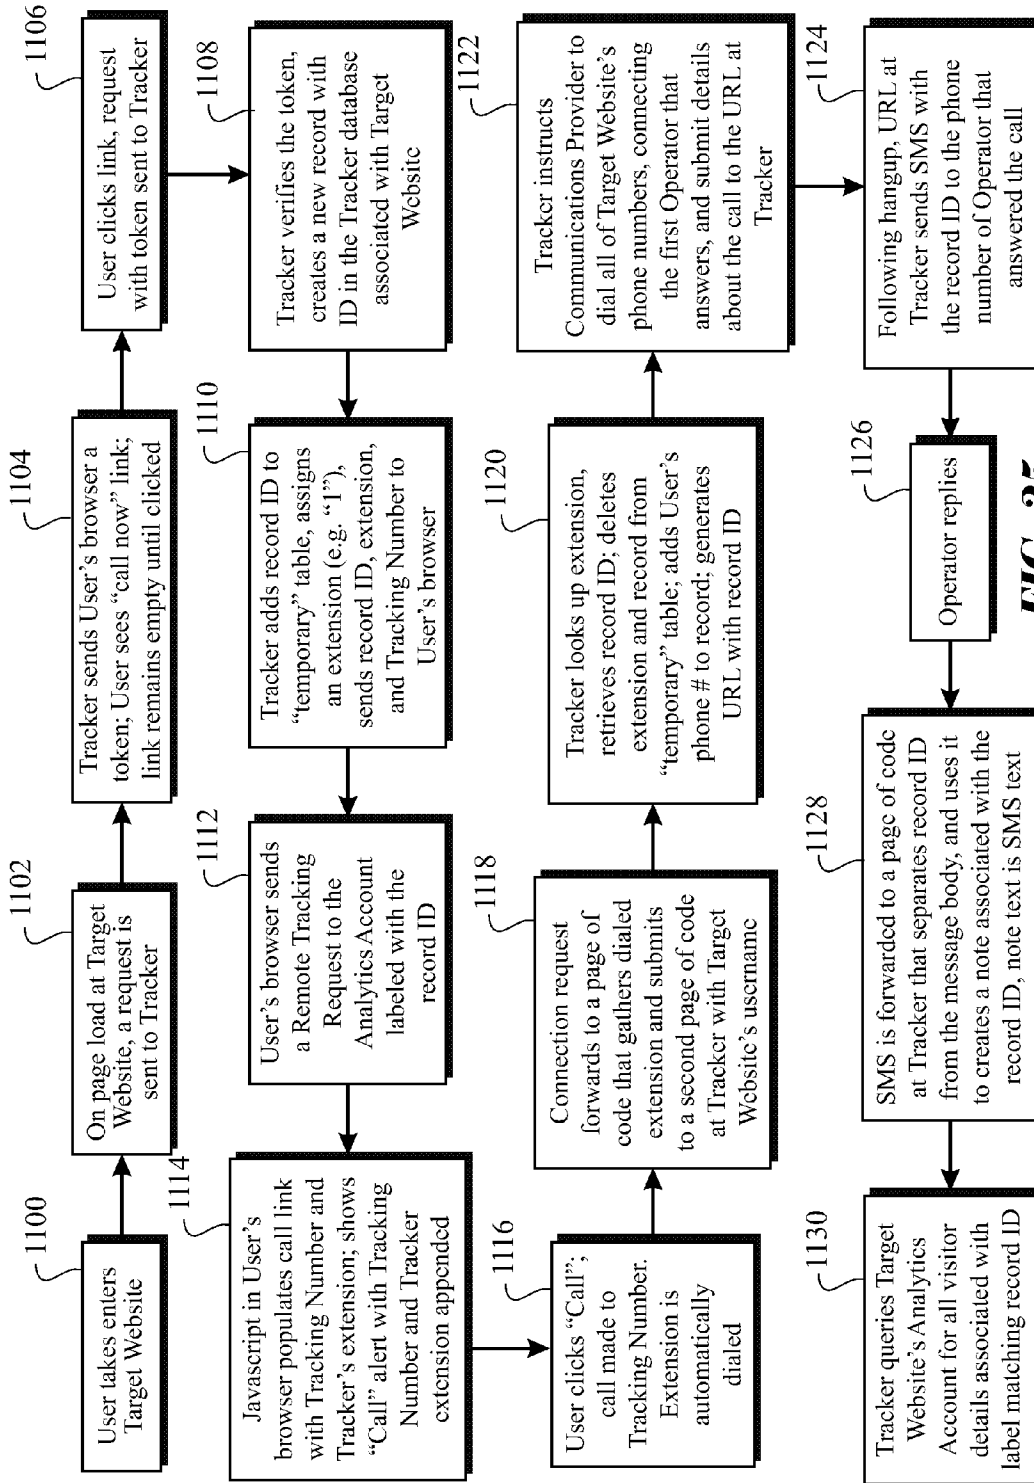 1100
User takes enters
Target Website
1102
On page load at Target
Website, a request is
sent to Tracker
1104
Tracker sends User's browser a
token; User sees “call now” link;
link remains empty until clicked
1106
User clicks link, request
with token sent to Tracker
1108
Tracker verifies the token,
creates a new record with
ID in the Tracker database
associated with Target
Website
1110
Tracker adds record ID to
“temporary” table, assigns
an extension (e.g. “1”),
sends record ID, extension,
and Tracking Number to
User's browser
1112
User's browser sends
a Remote Tracking
Request to the
Analytics Account
labeled with the
record ID
1114
Javascript in User's
browser populates call link
with Tracking Number and
Tracker's extension; shows
“Call” alert with Tracking
Number and Tracker
extension appended
1116
User clicks “Call”;
call made to
Tracking Number.
Extension is
automatically
dialed
1118
Connection request
forwards to a page of
code that gathers dialed
extension and submits
to a second page of code
at Tracker with Target
Website's username
1120
Tracker looks up extension,
retrieves record ID; deletes
extension and record from
“temporary” table; adds User's
phone # to record; generates
URL with record ID
1122
Tracker instructs
Communications Provider to
dial all of Target Website's
phone numbers, connecting
the first Operator that
answers, and submit details
about the call to the URL at
Tracker
1124
Following hangup, URL at
Tracker sends SMS with
the record ID to the phone
number of Operator that
answered the call
1126
Operator replies
1128
SMS is forwarded to a page of code
at Tracker that separates record ID
from the message body, and uses it
to creates a note associated with the
record ID, note text is SMS text
1130
Tracker queries Target
Website's Analytics
Account for all visitor
details associated with
label matching record ID
FIG. 25